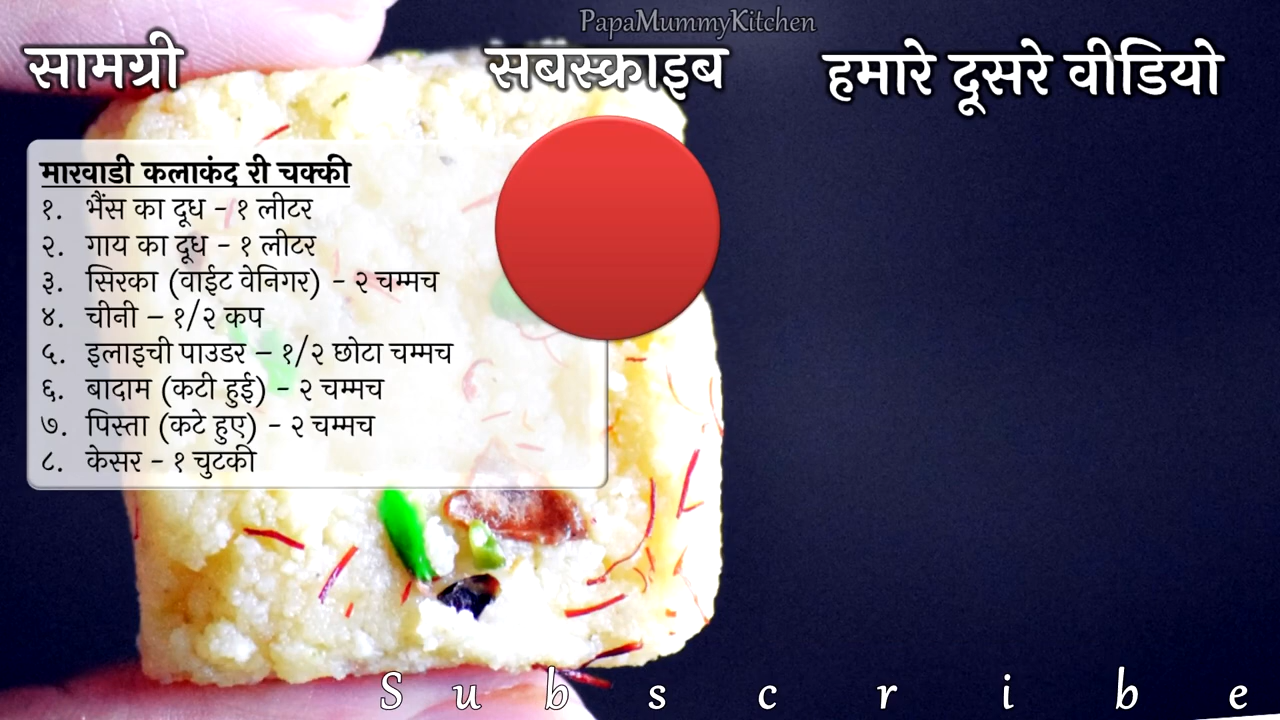 PapaMummyKitchen
सामग्री
सबस्क्राइब
हमारे दूसरे वीडियो
मारवाडी कलाकंद री चक्की
१. भैंस का दूध - १ लीटर
२. गाय का दूध - १ लीटर
३. सिरका (वाईट वेनिगर) - २ चम्मच
४. चीनी – १/२ कप
५. इलाइची पाउडर – १/२ छोटा चम्मच
६. बादाम (कटी हुई) - २ चम्मच
७. पिस्ता (कटे हुए) - २ चम्मच
८. केसर - १ चुटकी
Subscribe